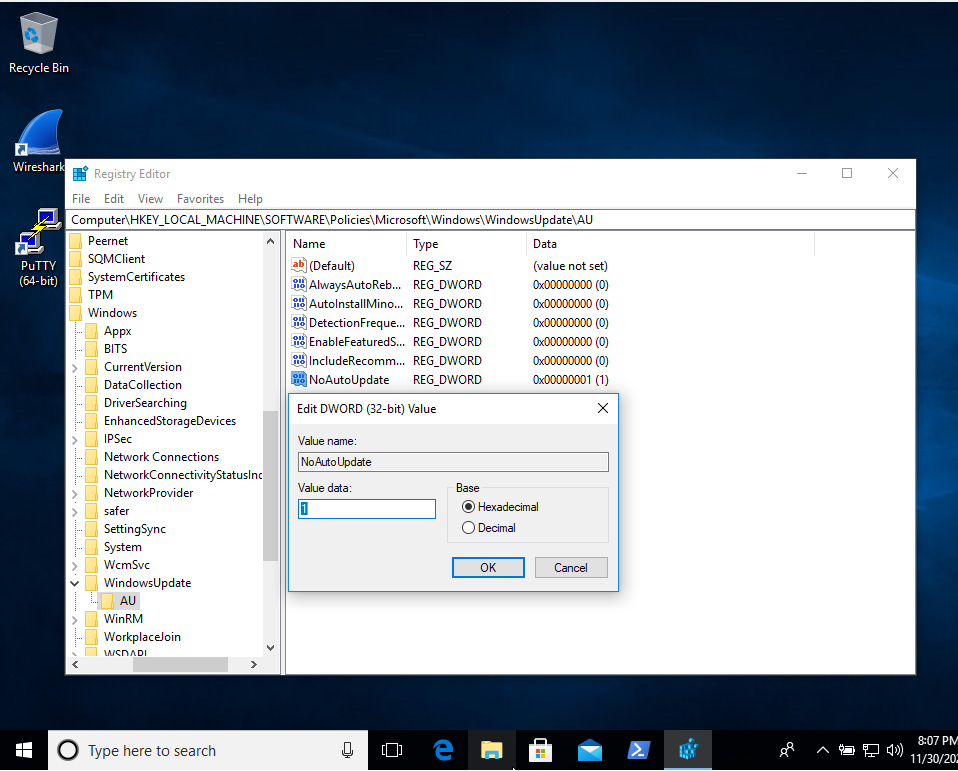 Recycle Bin
Wireshark
PuTTY
(64-bit)
Registry Editor
File Edit View Favorites Help
Computer\HKEY_LOCAL_MACHINE\SOFTWARE\Policies\Microsoft\Windows\WindowsUpdate\AU
Peernet
SQMClient
SystemCertificates
TPM
Windows
Appx
BITS
CurrentVersion
DataCollection
DriverSearching
EnhancedStorageDevices
IPSec
Network Connections
NetworkConnectivityStatusInd
NetworkProvider
safer
SettingSync
System
WcmSvc
WindowsUpdate
AU
WinRM
WorkplaceJoin
WSDAPI
Name Type Data
(Default) REG_SZ (value not set)
AlwaysAutoReb... REG_DWORD 0x00000000 (0)
AutoInstallMino... REG_DWORD 0x00000000 (0)
DetectionFreque... REG_DWORD 0x00000000 (0)
EnableFeaturedS... REG_DWORD 0x00000000 (0)
IncludeRecomm... REG_DWORD 0x00000000 (0)
NoAutoUpdate REG_DWORD 0x00000001 (1)
Edit DWORD (32-bit) Value
Value name:
NoAutoUpdate
Value data:
1
Base
Hexadecimal
Decimal
OK Cancel
Type here to search
8:07 PM
11/30/202